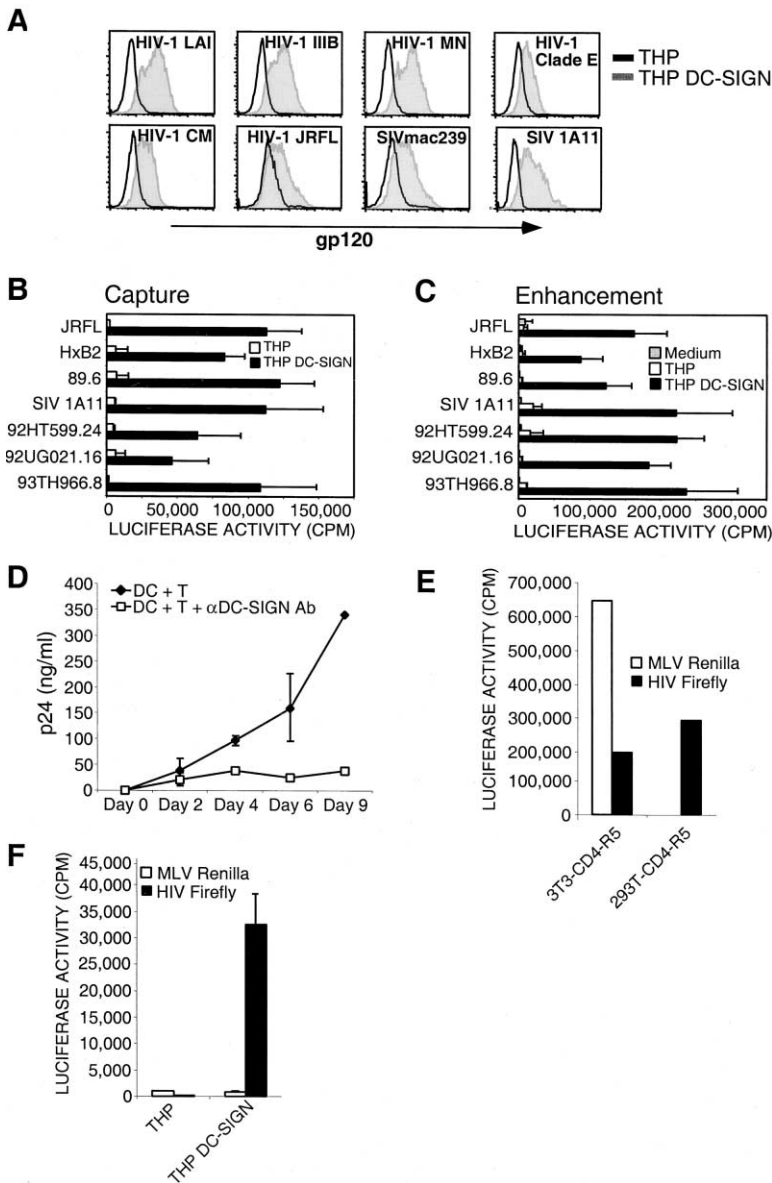 A
HIV-1 LAI
HIV-1 IIIB
HIV-1 MN
HIV-1
Clade E
THP
THP DC-SIGN
HIV-1 CM
HIV-1 JRFL
SIVmac239
SIV 1A11
gp120
B
Capture
JRFL
HxB2
89.6
SIV 1A11
92HT599.24
92UG021.16
93TH966.8
THP
THP DC-SIGN
0 50,000 100,000 150,000
LUCIFERASE ACTIVITY (CPM)
C
Enhancement
JRFL
HxB2
89.6
SIV 1A11
92HT599.24
92UG021.16
93TH966.8
Medium
THP
THP DC-SIGN
0 100,000 200,000 300,000
LUCIFERASE ACTIVITY (CPM)
D
p24 (ng/ml)
400
350
300
250
200
150
100
50
0
DC + T
DC + T + αDC-SIGN Ab
Day 0 Day 2 Day 4 Day 6 Day 9
E
LUCIFERASE ACTIVITY (CPM)
700,000
600,000
500,000
400,000
300,000
200,000
100,000
0
MLV Renilla
HIV Firefly
3T3-CD4-R5
293T-CD4-R5
F
LUCIFERASE ACTIVITY (CPM)
45,000
40,000
35,000
30,000
25,000
20,000
15,000
10,000
5,000
0
MLV Renilla
HIV Firefly
THP
THP DC-SIGN